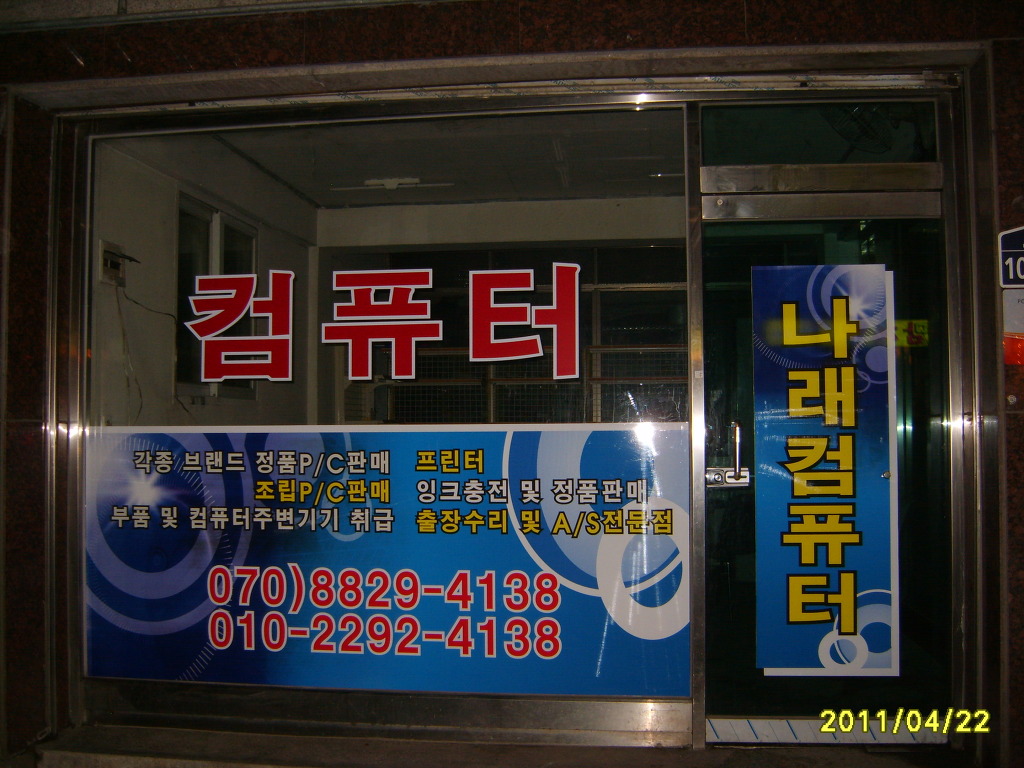 컴퓨터
각종 브랜드 정품P/C판매
조립P/C판매
부품 및 컴퓨터주변기기 취급
프린터
잉크충전 및 정품판매
출장수리 및 A/S전문점
070)8829-4138
010-2292-4138
나래컴퓨터
10
2011/04/22